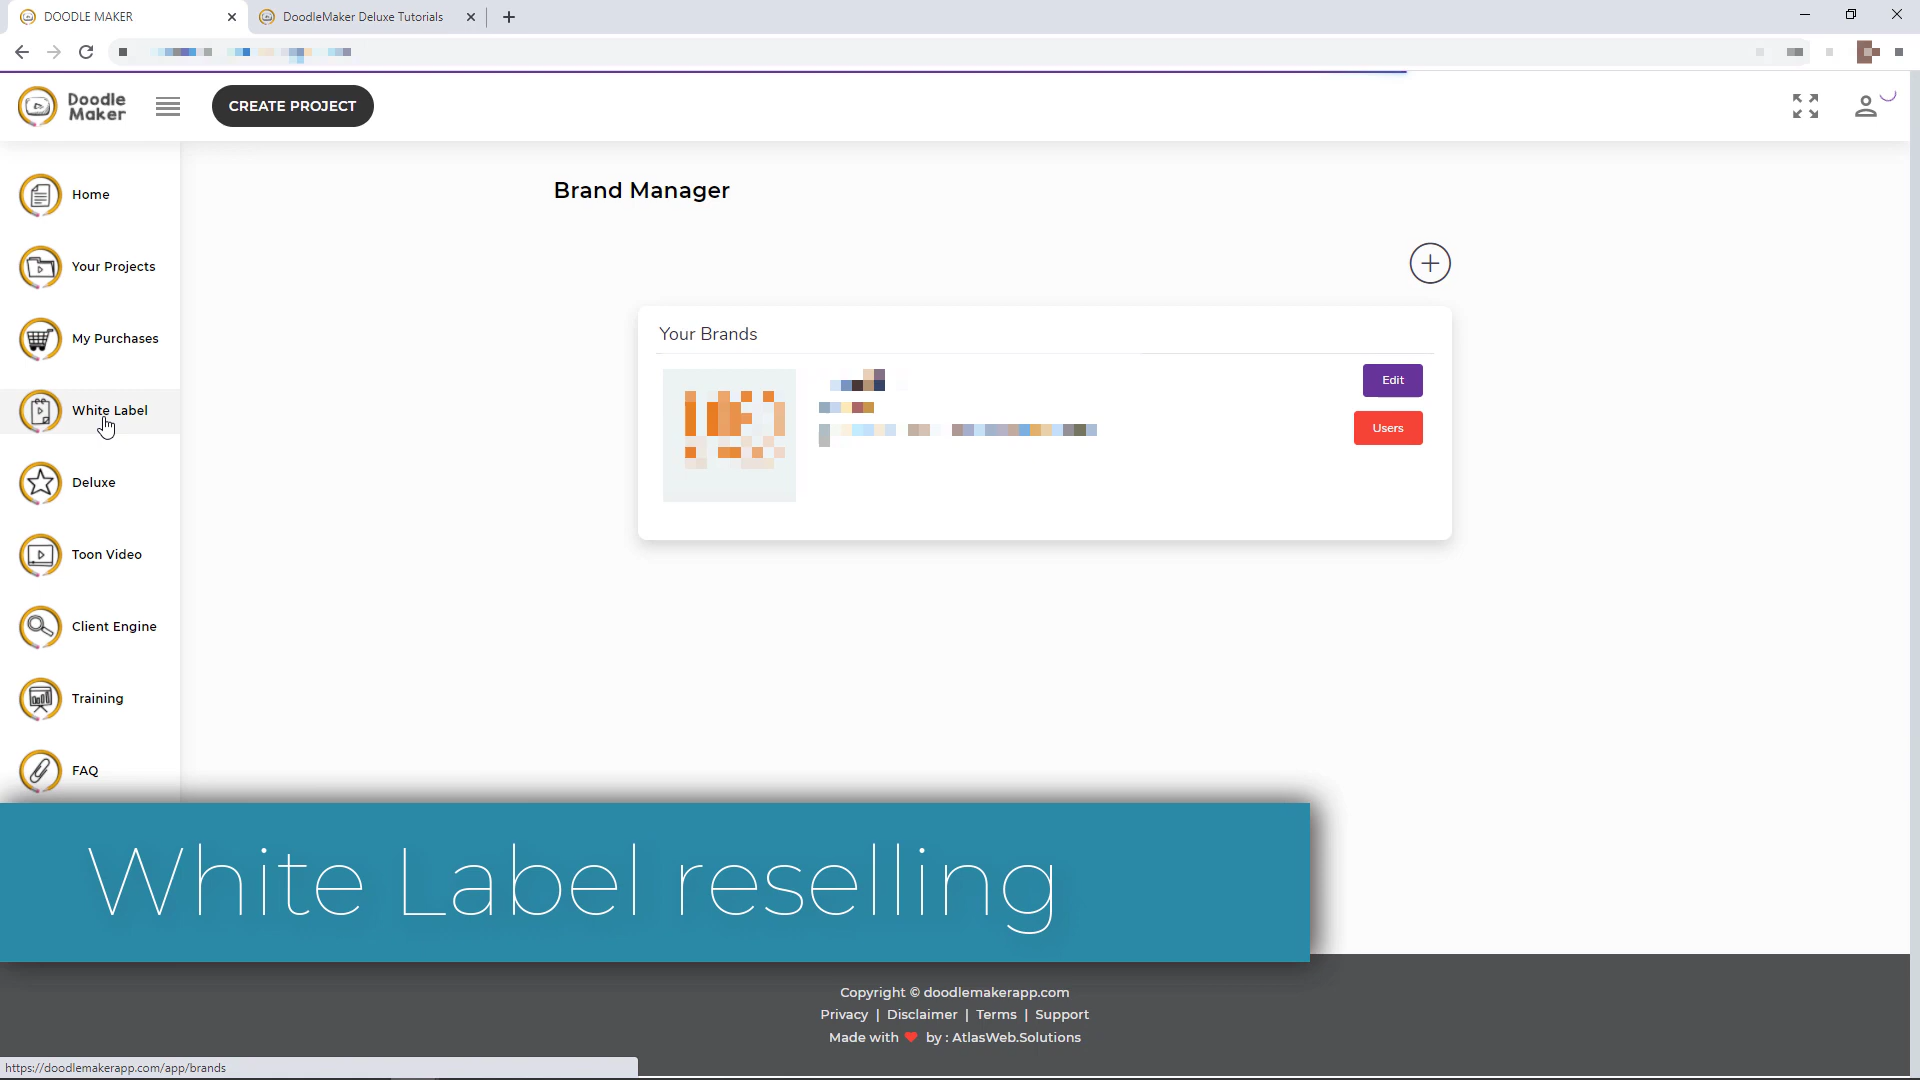 DOODLE MAKER
DoodleMaker Deluxe Tutorials
Doodle
Maker
CREATE PROJECT
Home
Your Projects
My Purchases
White Label
Deluxe
Toon Video
Client Engine
Training
FAQ
Brand Manager
Your Brands
Edit
Users
White Label reselling
Copyright © doodlemakerapp.com
Privacy | Disclaimer | Terms | Support
Made with ❤ by : AtlasWeb.Solutions
https://doodlemakerapp.com/app/brands